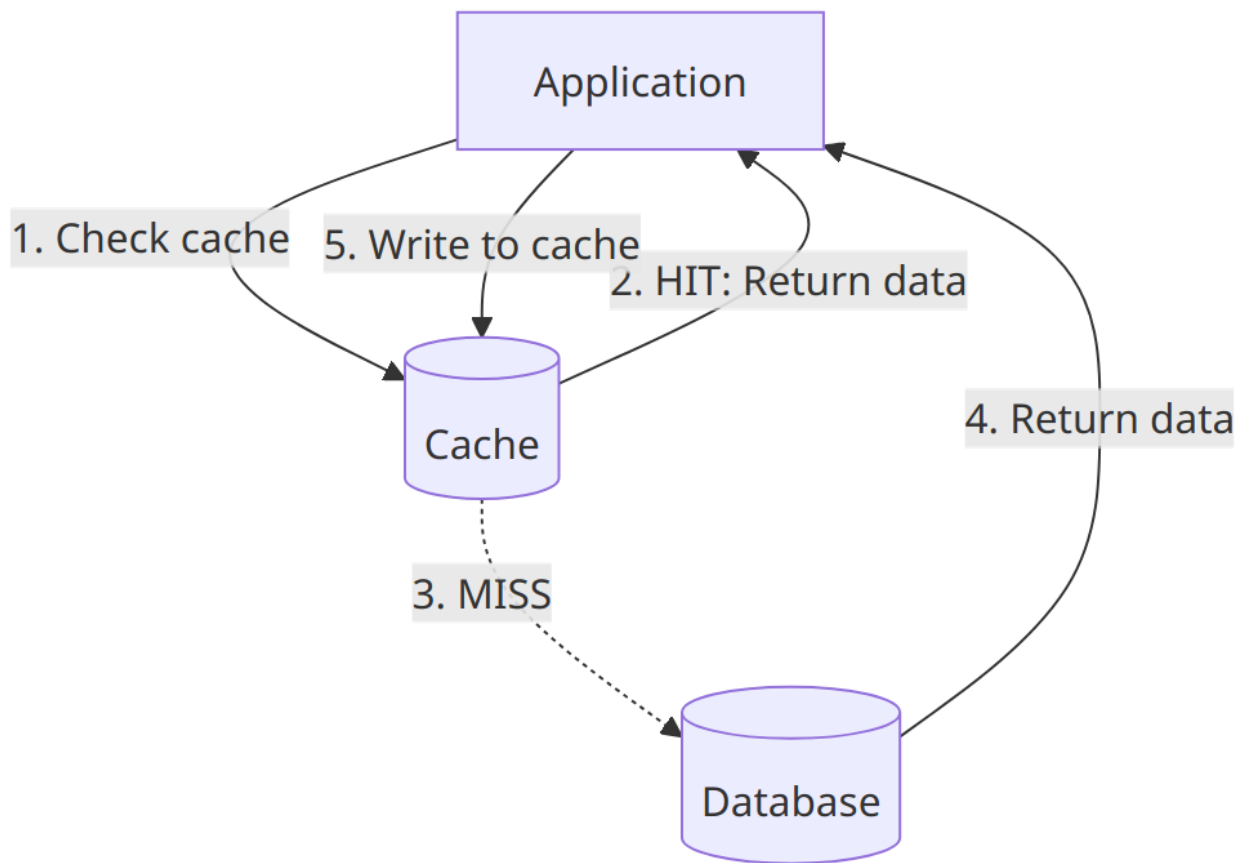 Application
1. Check cache
5. Write to cache
2. HIT: Return data
4. Return data
Cache
3. MISS
Database